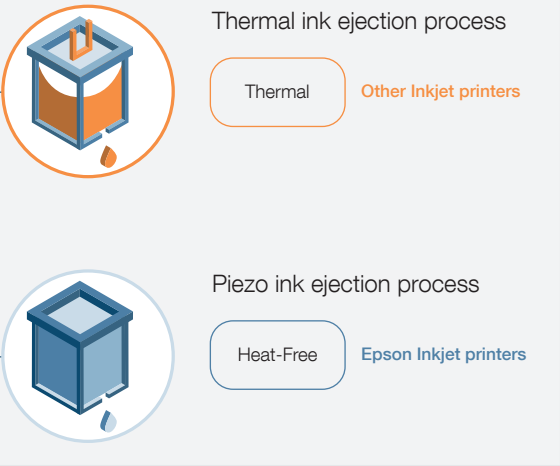 Thermal ink ejection process
Thermal
Other Inkjet printers
Piezo ink ejection process
Heat-Free
Epson Inkjet printers